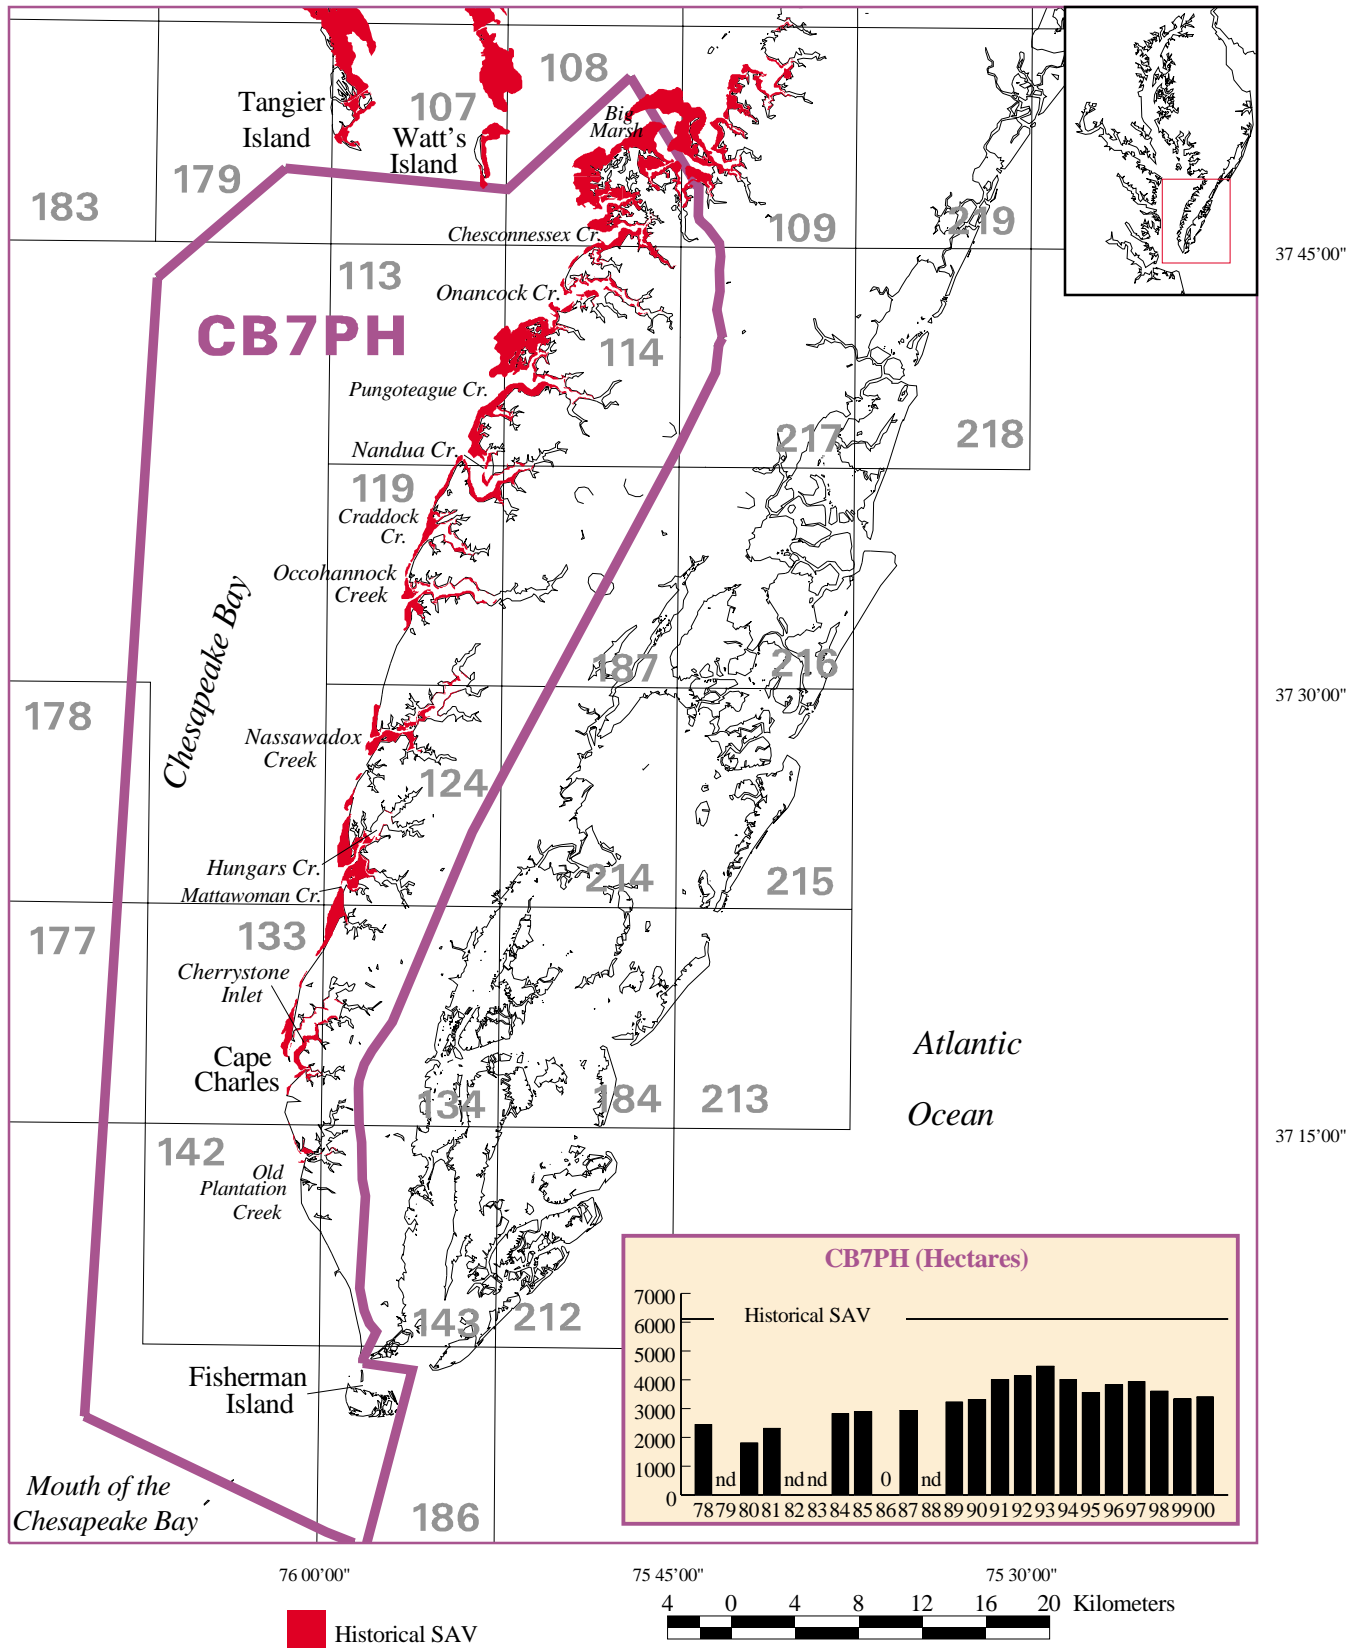 108
Tangier
Island
107
Watt's
Island
Big
Marsh
179
183
109
219
Chesconnessex Cr.
37 45'00"
113
Onancock Cr.
CB7PH
114
Pungoteague Cr.
217
218
Nandua Cr.
119
Craddock
Cr.
Occohannock
Creek
Chesapeake Bay
187
216
37 30'00"
178
Nassawadox
Creek
124
Hungars Cr.
214
215
Mattawoman Cr.
133
177
Cherrystone
Inlet
Cape
Charles
Atlantic
Ocean
134
184
213
37 15'00"
142
Old
Plantation
Creek
143
212
Fisherman
Island
Mouth of the
Chesapeake Bay
186
CB7PH (Hectares)
7000
6000
5000
4000
3000
2000
1000
0
Historical SAV
nd
nd
nd
0
nd
78 79 80 81 82 83 84 85 86 87 88 89 90 91 92 93 94 95 96 97 98 99 00
76 00'00"
75 45'00"
75 30'00"
4 0 4 8 12 16 20 Kilometers
Historical SAV